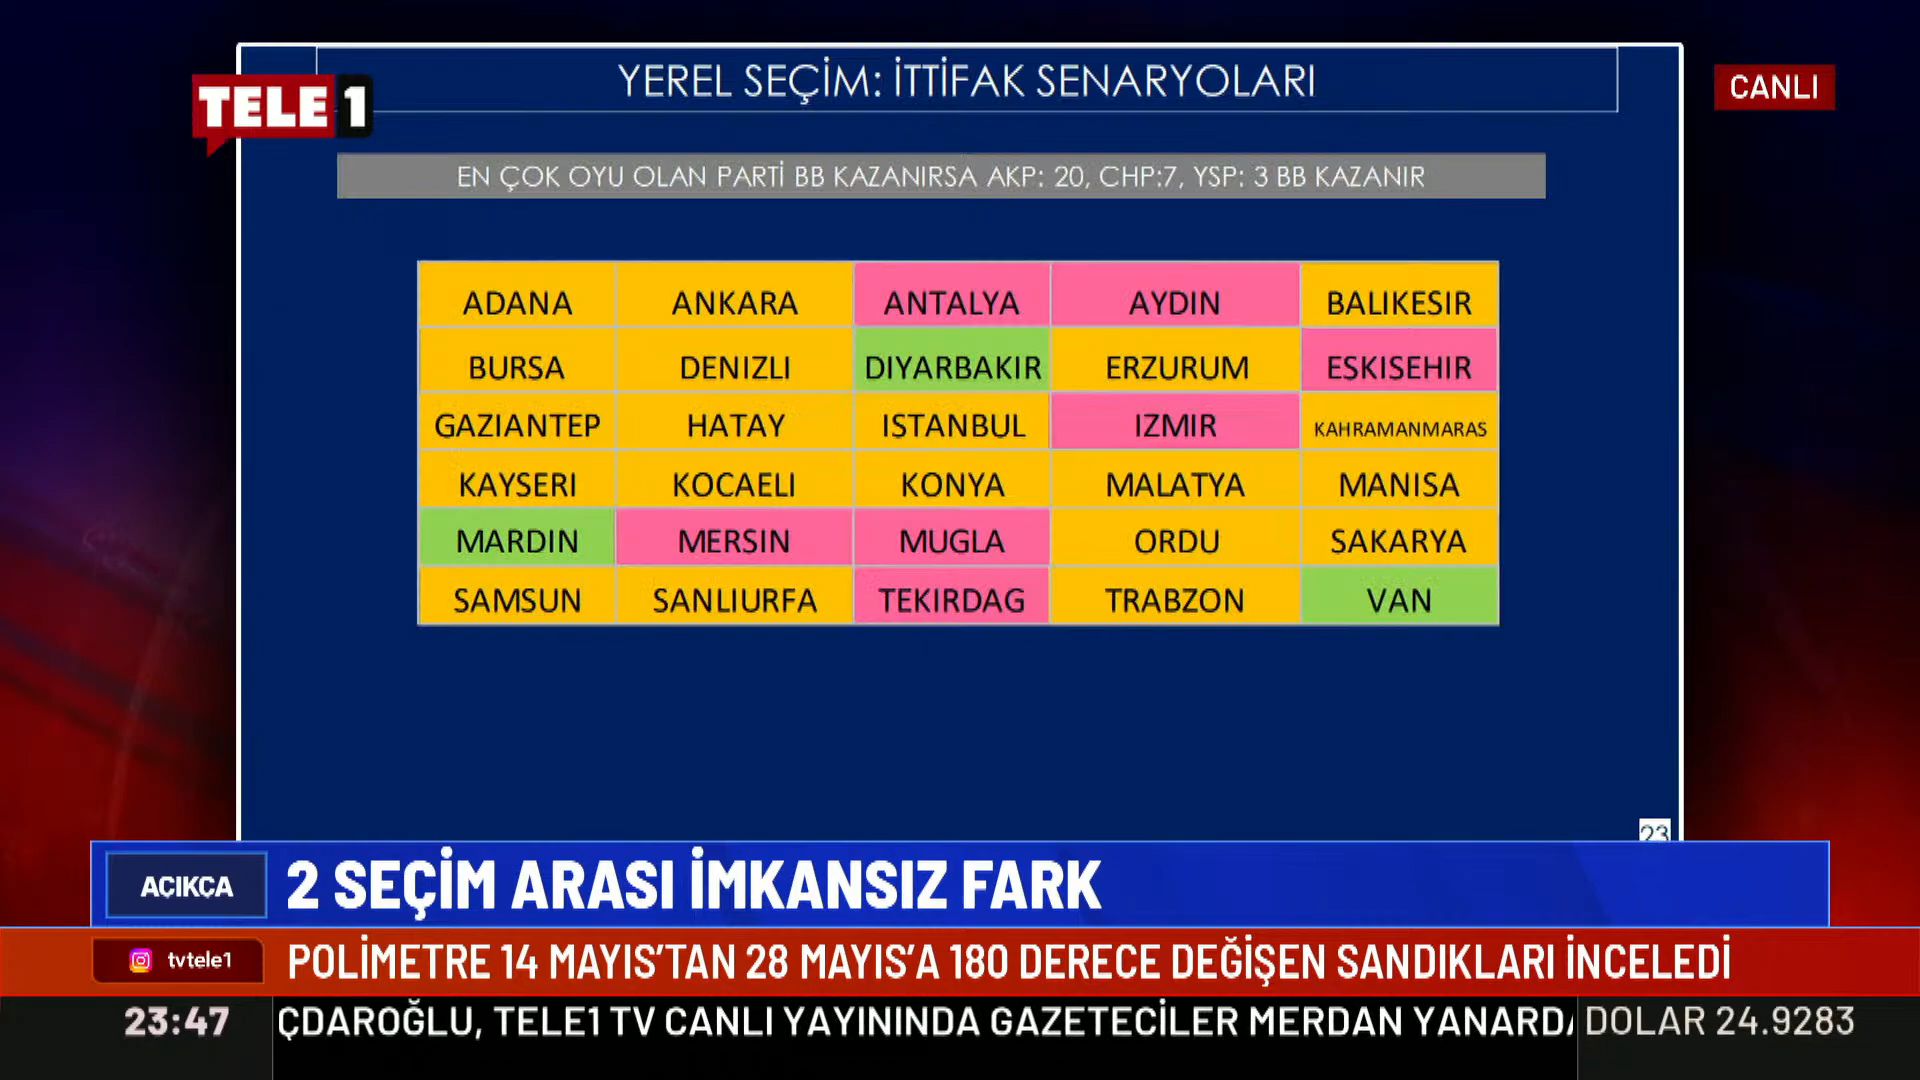 YEREL SEÇİM: İTTİFAK SENARYOLARI
TELE 1
CANLI
EN ÇOK OYU OLAN PARTİ BB KAZANIRSA AKP: 20, CHP:7, YSP: 3 BB KAZANIR
ADANA ANKARA ANTALYA AYDIN BALIKESIR
BURSA DENIZLI DIYARBAKIR ERZURUM ESKISEHIR
GAZIANTEP HATAY ISTANBUL IZMIR KAHRAMANMARAS
KAYSERI KOCAELI KONYA MALATYA MANISA
MARDIN MERSIN MUGLA ORDU SAKARYA
SAMSUN SANLIURFA TEKIRDAG TRABZON VAN
23
AÇIKÇA 2 SEÇİM ARASI İMKANSIZ FARK
tvtele1 POLİMETRE 14 MAYIS'TAN 28 MAYIS'A 180 DERECE DEĞİŞEN SANDIKLARI İNCELEDİ
23:47 ÇDAROĞLU, TELE1 TV CANLI YAYININDA GAZETECİLER MERDAN YANARDA DOLAR 24.9283